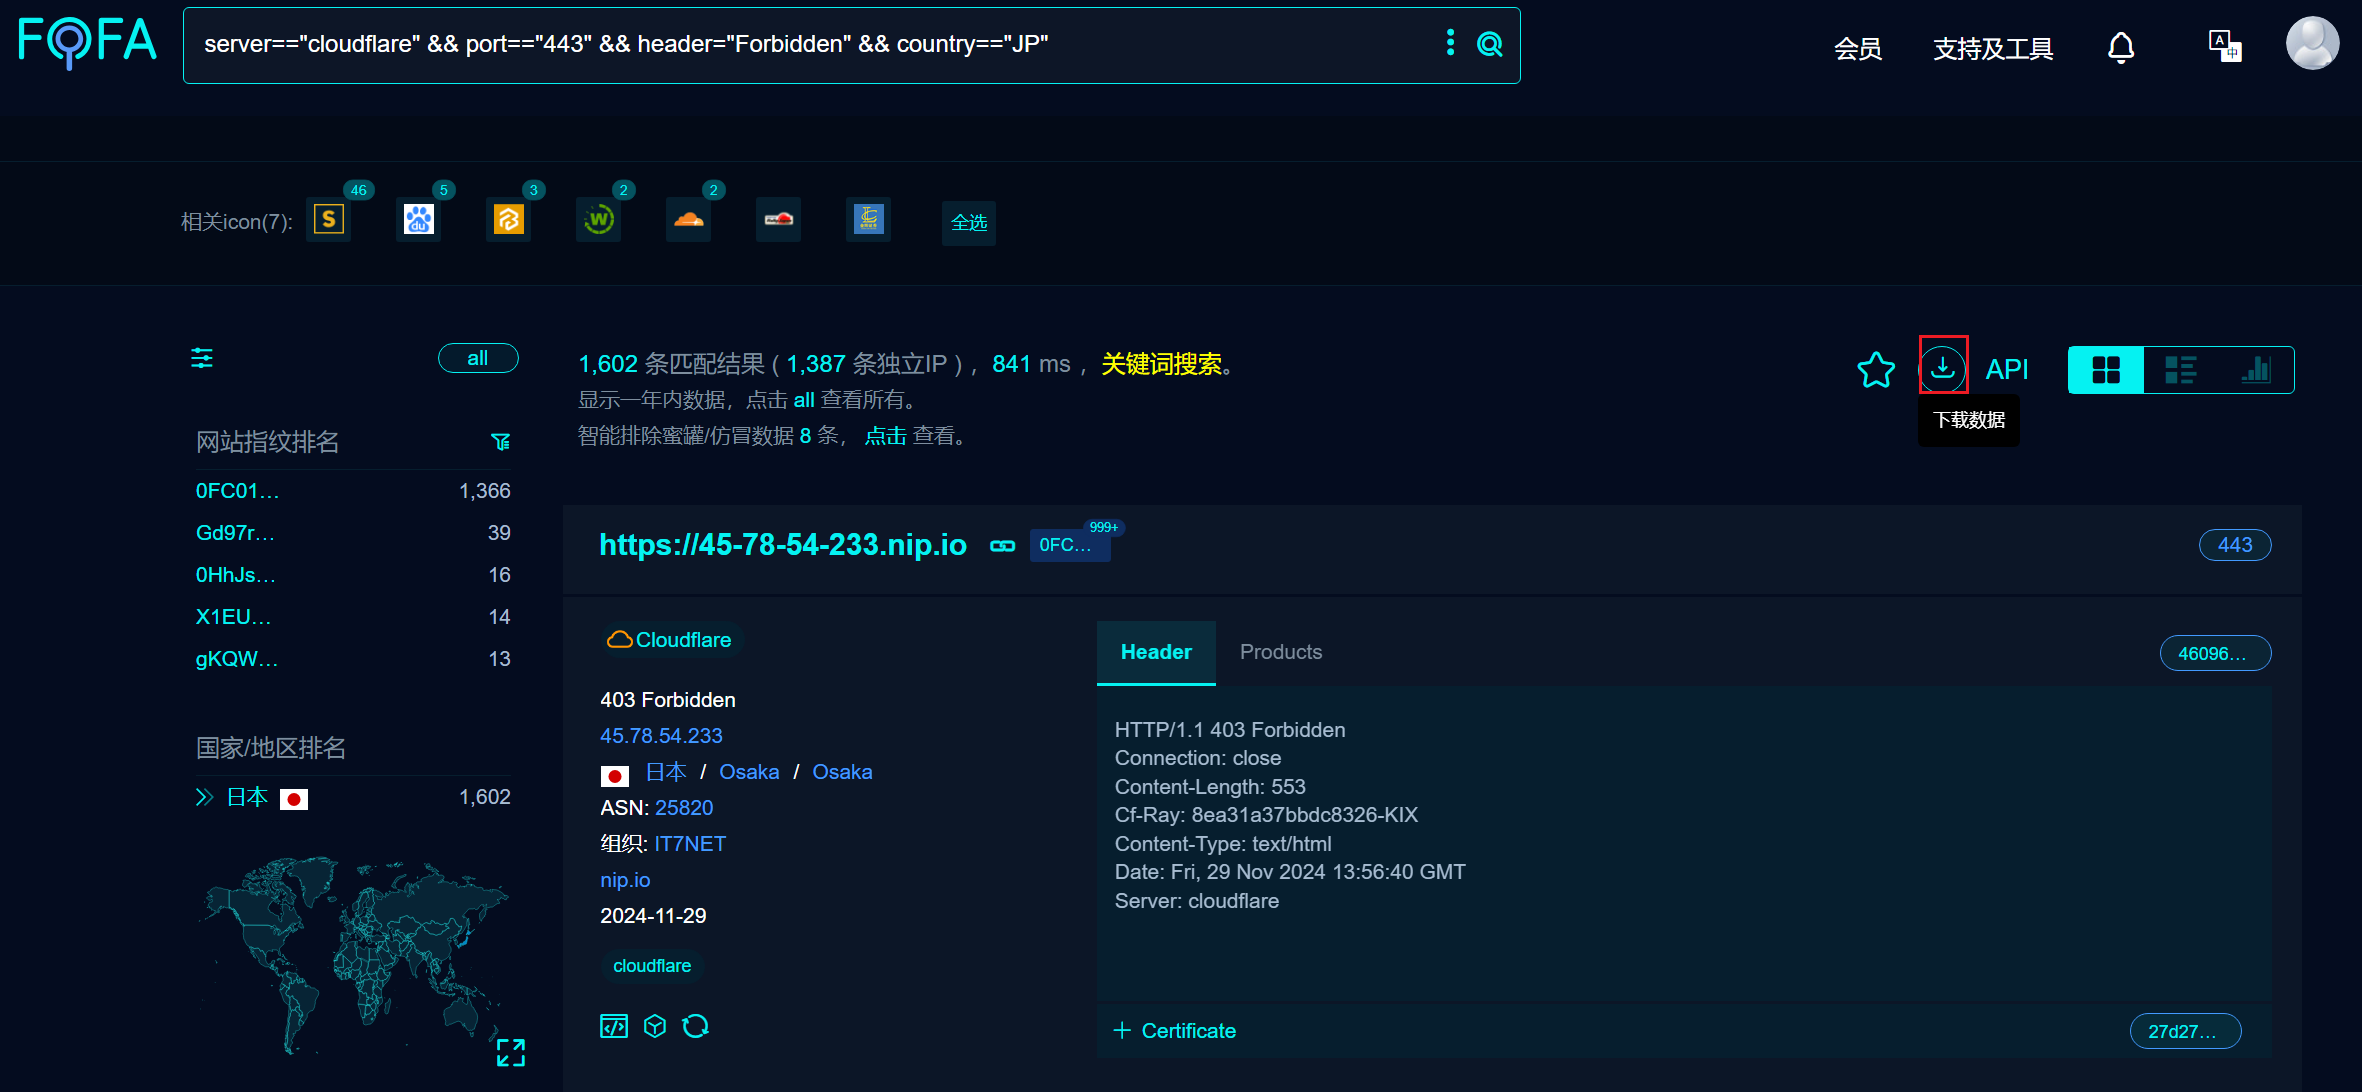 FOFA
server=="cloudflare" && port=="443" && header="Forbidden" && country=="JP"
会员
支持及工具
A
中
相关icon(7):
46
5
3
2
2
S
du
W
全选
all
1,602 条匹配结果 ( 1,387 条独立IP ) ，841 ms ，关键词搜索。
显示一年内数据，点击 all 查看所有。
智能排除蜜罐/仿冒数据 8 条， 点击 查看。
API
下载数据
网站指纹排名
0FC01... 1,366
Gd97r... 39
0HhJs... 16
X1EU... 14
gKQW... 13
国家/地区排名
日本 1,602
https://45-78-54-233.nip.io
0FC...
999+
443
Cloudflare
403 Forbidden
45.78.54.233
日本 / Osaka / Osaka
ASN: 25820
组织: IT7NET
nip.io
2024-11-29
cloudflare
Header
Products
46096...
HTTP/1.1 403 Forbidden
Connection: close
Content-Length: 553
Cf-Ray: 8ea31a37bbdc8326-KIX
Content-Type: text/html
Date: Fri, 29 Nov 2024 13:56:40 GMT
Server: cloudflare
+ Certificate
27d27...